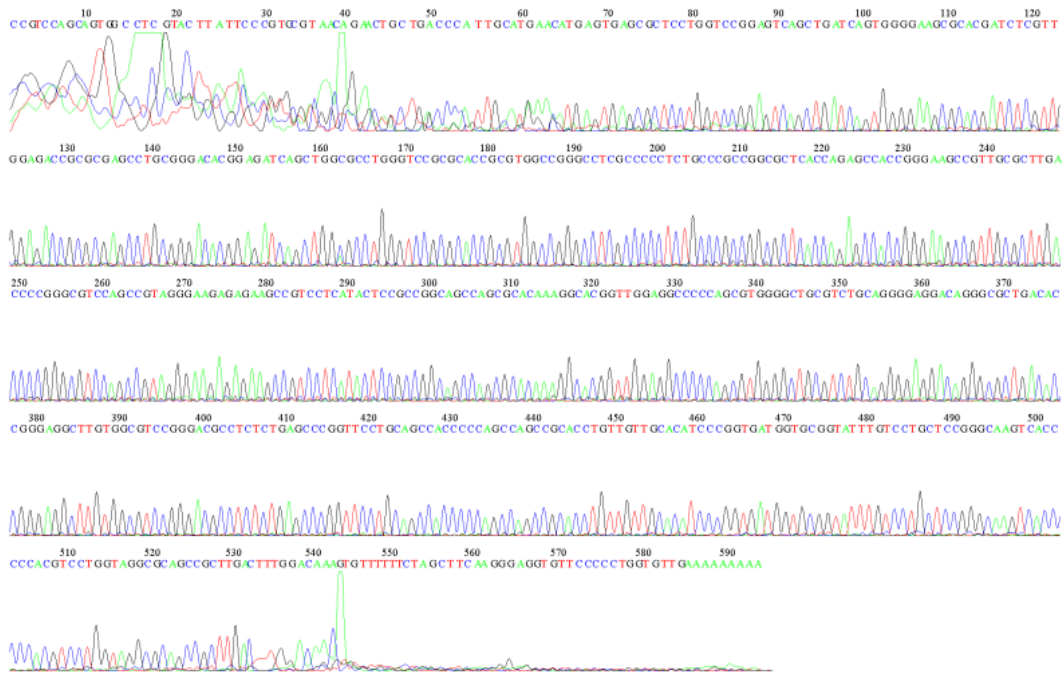 10 20 30 40 50 60 70 80 90 100 110 120
CCGTCCAGCAGTGGCCTCGTACTTATTCCCGTGCGTAACAGAACTGCTGACCCATTGCATGAACATGAGTGAGCGCTCCTGGTCCGGAGTCAGCTGATCAGTGGGGAAGCGCACGATCTCGTT
130 140 150 160 170 180 190 200 210 220 230 240
GGAGACCGCGCGAGCCTGCGGGACACGGAGATCAGCTGGCGCCTGGGTCCGCGCACCGCGTGGCCGGGCCTCGCCCCCTCTGCCCGCCGGCGCTCACCAGAGCCACCGGGAAGCCGTTGCGCTTGA
250 260 270 280 290 300 310 320 330 340 350 360 370
CCCCGGGCGTCCAGCCGTAGGGAAGAGAGAAGCCGTCCTCATACTCCGCCGGCAGCCAGCGCACAAAGGCACGGTTGGAGGCCCCCAGCGTGGGGCTGCGTCTGCAGGGGAGGACAGGGCGCTGACAC
380 390 400 410 420 430 440 450 460 470 480 490 500
CGGGAGGCTTGTGGCGTCCGGGACGCCTCTCTGAGCCCGGTTCCTGCAGCCACCCCCAGCCAGCCGCACCTGTTGTTGCACATCCCGGTGATGGTGCGGTATTTGTCCTGCTCCGGGCAAGTCACC
510 520 530 540 550 560 570 580 590
CCCACGTCCTGGTAGGCGCAGCCGCTTGACTTTGGACAAAGTGTTTTTTCTAGCTTCAAGGGAGGTGTTCCCCCTGGTGTTGAAAAAAAAA